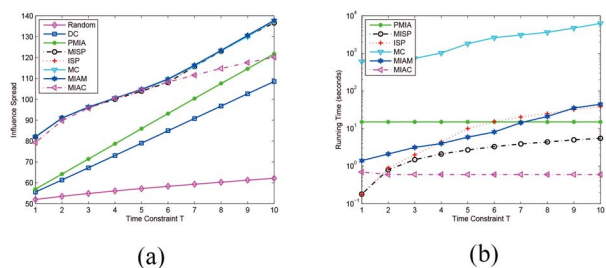 140
130
120
110
100
90
80
70
60
50
Influence Spread
Random
DC
PMIA
MISP
ISP
MC
MIAM
MIAC
1 2 3 4 5 6 7 8 9 10
Time Constraint T
(a)
10^4
10^3
10^2
10^1
10^0
10^-1
Running Time (seconds)
PMIA
MISP
ISP
MC
MIAM
MIAC
1 2 3 4 5 6 7 8 9 10
Time Constraint T
(b)